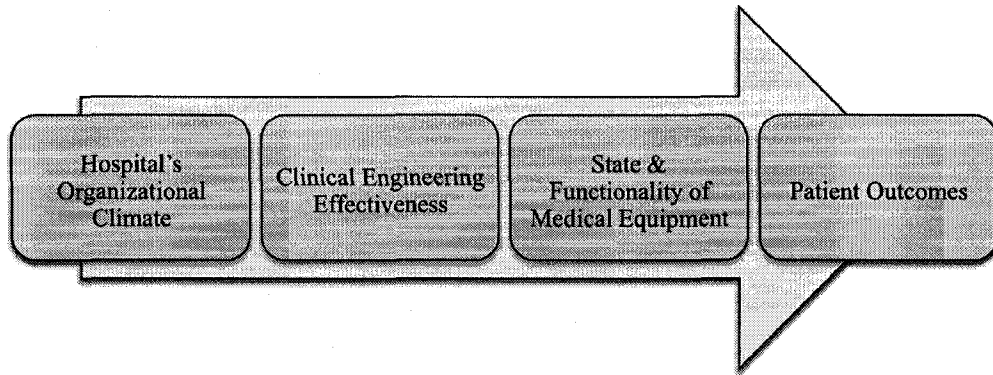 Hospital's
Organizational
Climate
Clinical Engineering
Effectiveness
State &
Functionality of
Medical Equipment
Patient Outcomes